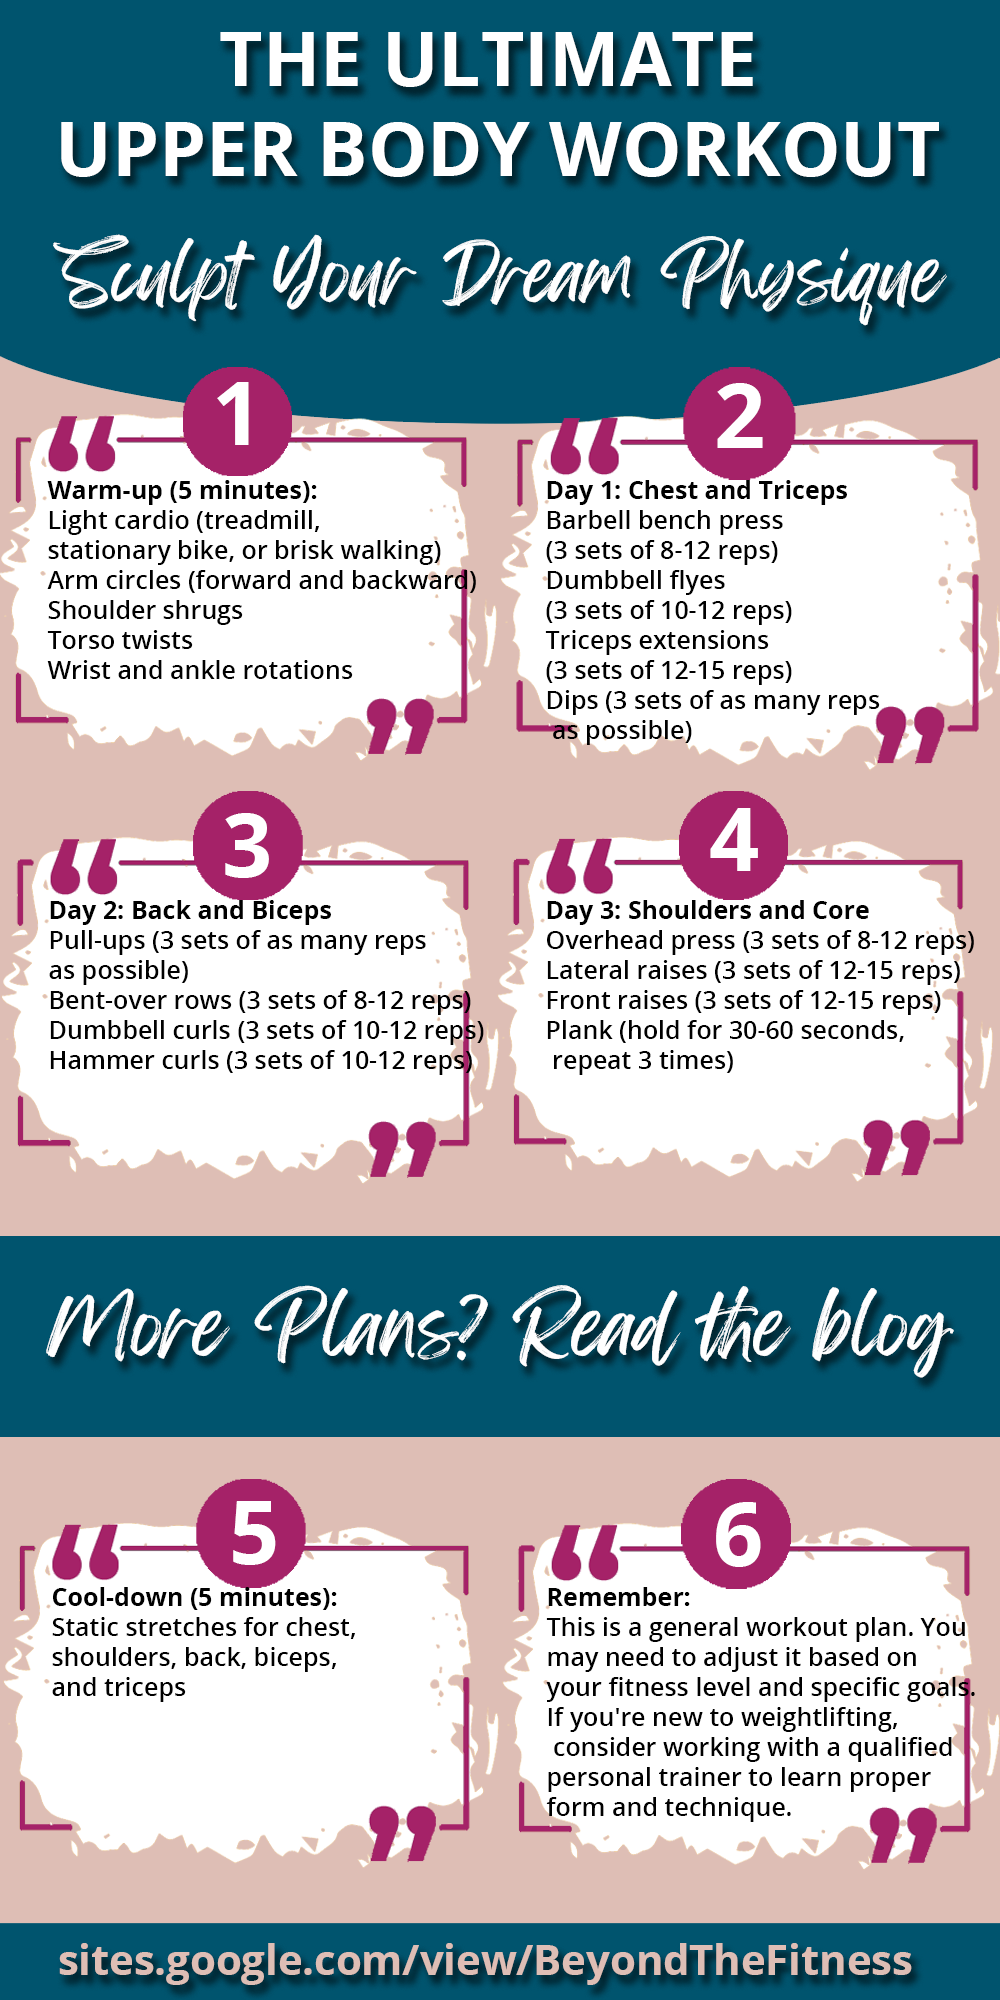 THE ULTIMATE
UPPER BODY WORKOUT
Sculpt Your Dream Physique
1
Warm-up (5 minutes):
Light cardio (treadmill,
stationary bike, or brisk walking)
Arm circles (forward and backward)
Shoulder shrugs
Torso twists
Wrist and ankle rotations
2
Day 1: Chest and Triceps
Barbell bench press
(3 sets of 8-12 reps)
Dumbbell flyes
(3 sets of 10-12 reps)
Triceps extensions
(3 sets of 12-15 reps)
Dips (3 sets of as many reps
as possible)
3
Day 2: Back and Biceps
Pull-ups (3 sets of as many reps
as possible)
Bent-over rows (3 sets of 8-12 reps)
Dumbbell curls (3 sets of 10-12 reps)
Hammer curls (3 sets of 10-12 reps)
4
Day 3: Shoulders and Core
Overhead press (3 sets of 8-12 reps)
Lateral raises (3 sets of 12-15 reps)
Front raises (3 sets of 12-15 reps)
Plank (hold for 30-60 seconds,
repeat 3 times)
More Plans? Read the blog
5
Cool-down (5 minutes):
Static stretches for chest,
shoulders, back, biceps,
and triceps
6
Remember:
This is a general workout plan. You
may need to adjust it based on
your fitness level and specific goals.
If you're new to weightlifting,
consider working with a qualified
personal trainer to learn proper
form and technique.
sites.google.com/view/BeyondTheFitness